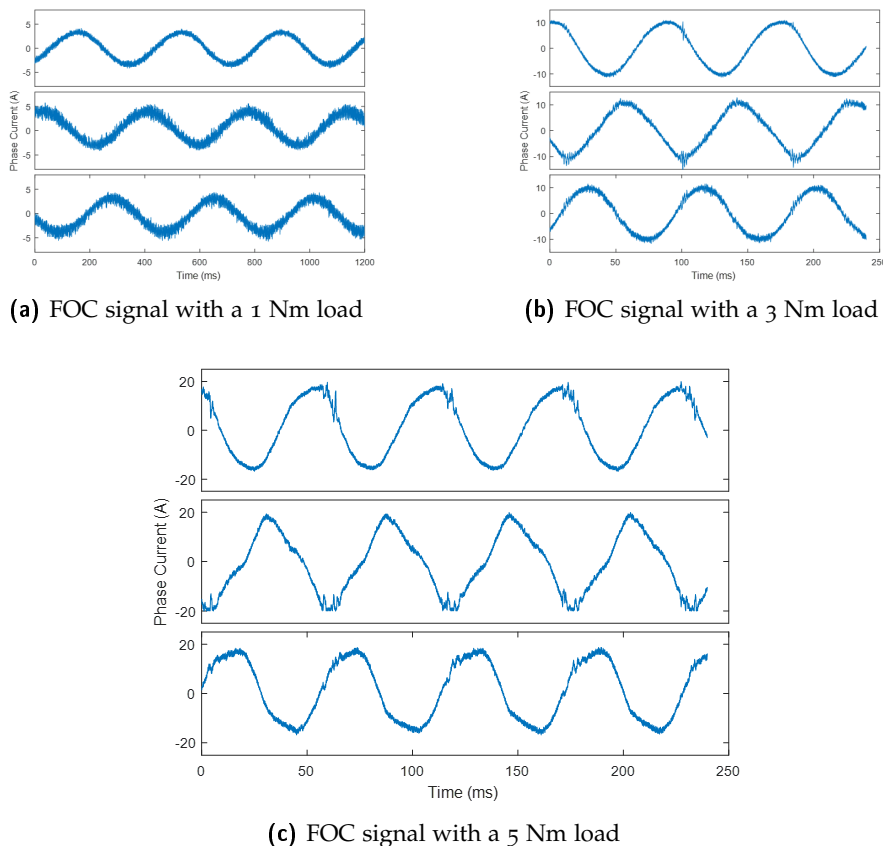 5
0
-5
5
0
-5
5
0
-5
Phase Current (A)
0 200 400 600 800 1000 1200
Time (ms)
(a) FOC signal with a 1 Nm load
10
0
-10
10
0
-10
10
0
-10
Phase Current (A)
0 50 100 150 200 250
Time (ms)
(b) FOC signal with a 3 Nm load
20
0
-20
20
0
-20
20
0
-20
Phase Current (A)
0 50 100 150 200 250
Time (ms)
(c) FOC signal with a 5 Nm load